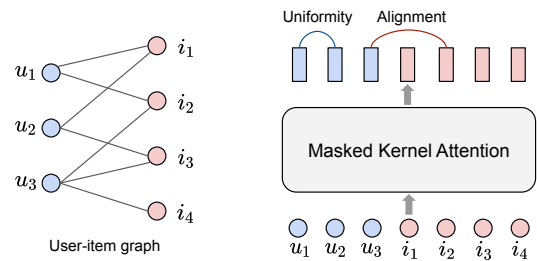 Uniformity Alignment
u1
u2
u3
i1
i2
i3
i4
User-item graph
Masked Kernel Attention
u1 u2 u3 i1 i2 i3 i4